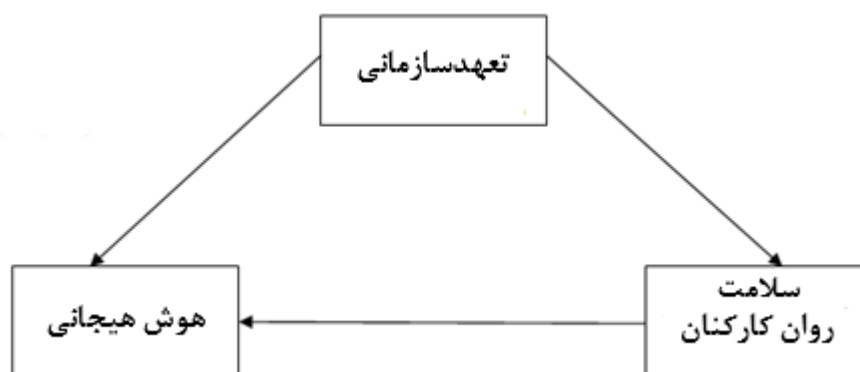 تعهدسازمانی
سلامت
روان کارکنان
هوش هیجانی